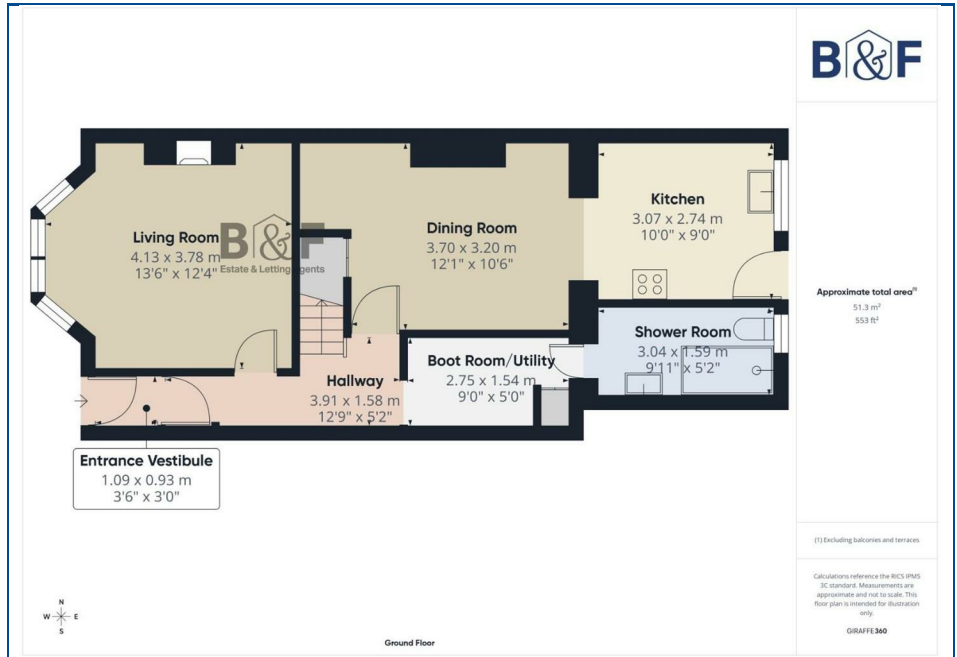 B&F
Living Room
4.13 x 3.78 m
13'6" x 12'4"
B&F
Estate & Letting Agents
Dining Room
3.70 x 3.20 m
12'1" x 10'6"
Kitchen
3.07 x 2.74 m
10'0" x 9'0"
Shower Room
3.04 x 1.59 m
9'11" x 5'2"
Boot Room/Utility
2.75 x 1.54 m
9'0" x 5'0"
Hallway
3.91 x 1.58 m
12'9" x 5'2"
Entrance Vestibule
1.09 x 0.93 m
3'6" x 3'0"
Approximate total area(1)
51.3 m²
553 ft²
(1) Excluding balconies and terraces
Calculations reference the RICS IPMS
3C standard. Measurements are
approximate and not to scale. This
floor plan is intended for illustration
only.
GIRAFFE360
N
W E
S
Ground Floor